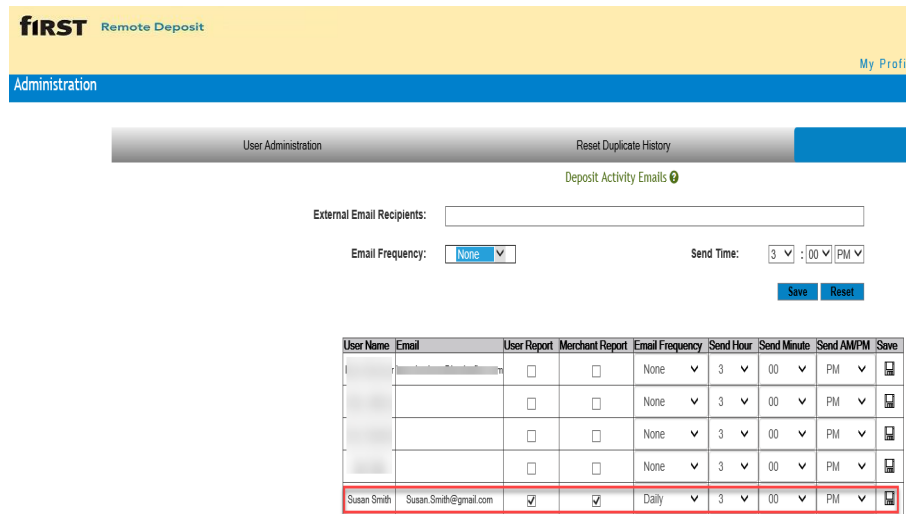 fIRST Remote Deposit
My Profi
Administration
User Administration Reset Duplicate History
Deposit Activity Emails ?
External Email Recipients:
Email Frequency: None Send Time: 3 : 00 PM
Save Reset
User Name Email User Report Merchant Report Email Frequency Send Hour Send Minute Send AM/PM Save
None 3 00 PM
None 3 00 PM
None 3 00 PM
None 3 00 PM
Susan Smith Susan.Smith@gmail.com Daily 3 00 PM